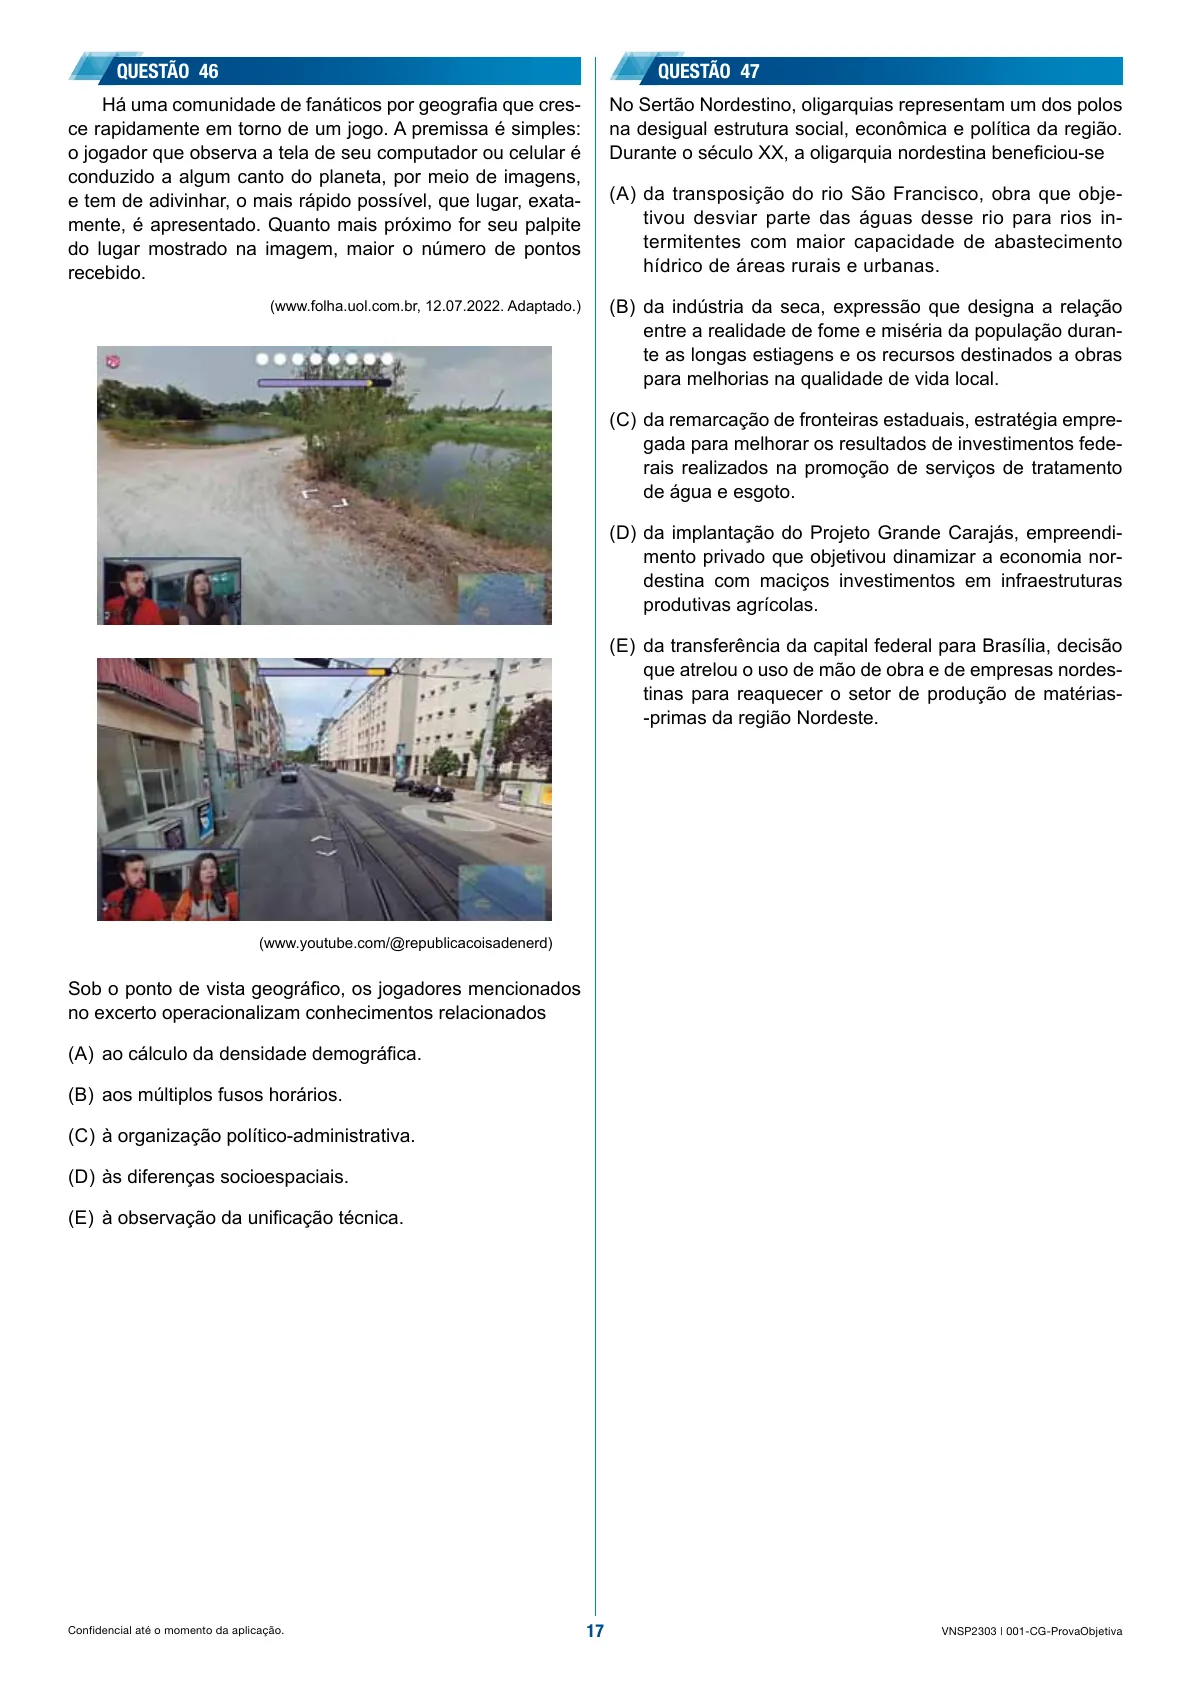 QUESTÃO 46
Há uma comunidade de fanáticos por geografia que cres-
ce rapidamente em torno de um jogo. A premissa é simples:
o jogador que observa a tela de seu computador ou celular é
conduzido a algum canto do planeta, por meio de imagens,
e tem de adivinhar, o mais rápido possível, que lugar, exata-
mente, é apresentado. Quanto mais próximo for seu palpite
do lugar mostrado na imagem, maior o número de pontos
recebido.
(www.folha.uol.com.br, 12.07.2022. Adaptado.)
(www.youtube.com/@republicacoisadenerd)
Sob o ponto de vista geográfico, os jogadores mencionados
no excerto operacionalizam conhecimentos relacionados
(A) ao cálculo da densidade demográfica.
(B) aos múltiplos fusos horários.
(C) à organização político-administrativa.
(D) às diferenças socioespaciais.
(E) à observação da unificação técnica.
QUESTÃO 47
No Sertão Nordestino, oligarquias representam um dos polos
na desigual estrutura social, econômica e política da região.
Durante o século XX, a oligarquia nordestina beneficiou-se
(A) da transposição do rio São Francisco, obra que obje-
tivou desviar parte das águas desse rio para rios in-
termitentes com maior capacidade de abastecimento
hídrico de áreas rurais e urbanas.
(B) da indústria da seca, expressão que designa a relação
entre a realidade de fome e miséria da população duran-
te as longas estiagens e os recursos destinados a obras
para melhorias na qualidade de vida local.
(C) da remarcação de fronteiras estaduais, estratégia empre-
gada para melhorar os resultados de investimentos fede-
rais realizados na promoção de serviços de tratamento
de água e esgoto.
(D) da implantação do Projeto Grande Carajás, empreendi-
mento privado que objetivou dinamizar a economia nor-
destina com maciços investimentos em infraestruturas
produtivas agrícolas.
(E) da transferência da capital federal para Brasília, decisão
que atrelou o uso de mão de obra e de empresas nordes-
tinas para reaquecer o setor de produção de matérias-
-primas da região Nordeste.
Confidencial até o momento da aplicação.
17
VNSP2303 | 001-CG-ProvaObjetiva